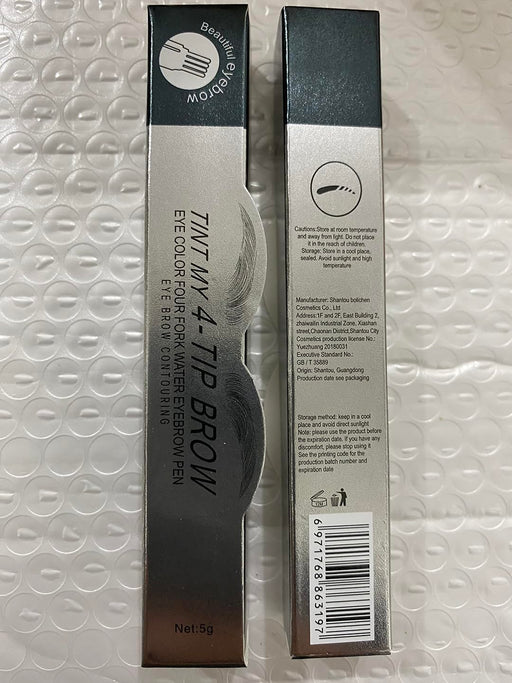 Beautiful eyebrow
TINT MY 4- TIP BROW
EYE COLOR FOUR FORK WATER EYEBROW PEN
EYE BROW CONTOURING
Net:5g
Cautions:Store at room temperature
and away from light. Do not place
it in the reach of children.
Storage: Store in a cool place,
sealed. Avoid sunlight and high
temperature
Manufacturer: Shantou bolichen
Cosmetics Co., Ltd
Address:1F and 2F, East Building 2,
zhaiwailin Industrial Zone, Xiashan
street,Chaonan District,Shantou City
Cosmetics production license No.:
Yuezhuang 20180031
Executive Standard No.:
GB / T 35889
Origin: Shantou, Guangdong
Production date see packaging
Storage method: keep in a cool
place and avoid direct sunlight
Note: please use the product before
the expiration date, if you have any
discomfort, please stop using it
See the printing code for the
production batch number and
expiration date
6 971768 863197